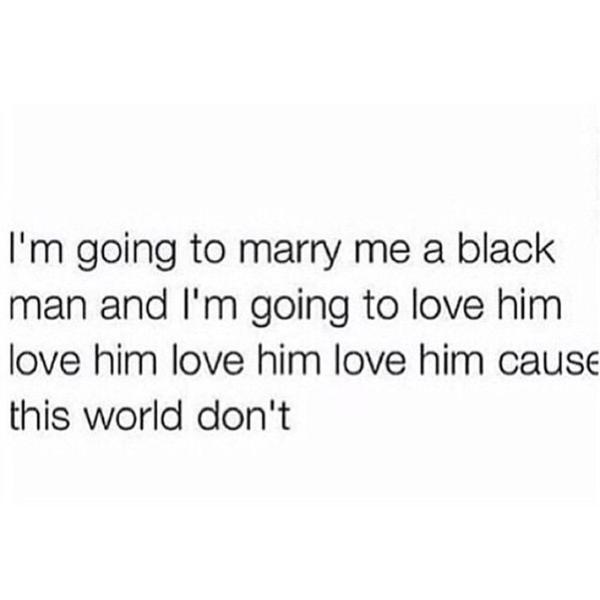 I'm going to marry me a black
man and I'm going to love him
love him love him love him cause
this world don't